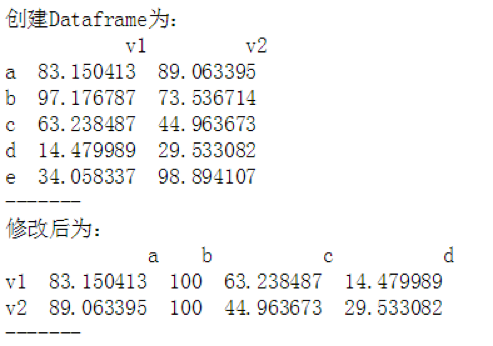 创建Dataframe为:
v1 v2
a 83.150413 89.063395
b 97.176787 73.536714
c 63.238487 44.963673
d 14.479989 29.533082
e 34.058337 98.894107
-------
修改后为:
a b c d
v1 83.150413 100 63.238487 14.479989
v2 89.063395 100 44.963673 29.533082
-------